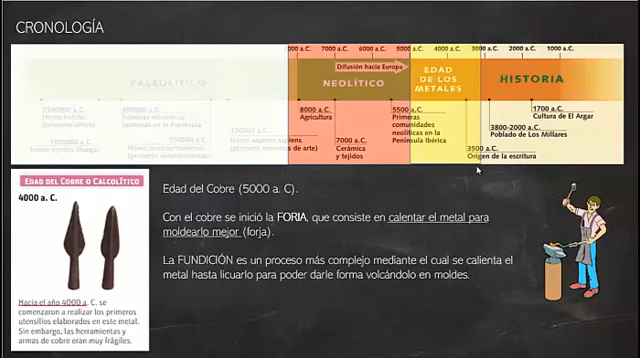 CRONOLOGÍA
7000 a.C. 6000 a.C. 5000 a.C. 4000 a.C. 2000 a.C. 1000 a.C.
Difusión hacia Europa
PALEOLÍTICO
NEOLÍTICO
EDAD
DE LOS
METALES
HISTORIA
8000 a.C.
Agricultura
7000 a.C.
Cerámica
y tejidos
5500 a.C.
Primeras
comunidades
neolíticas en la
Península Ibérica
1700 a.C.
Cultura de El Argar
3800-2000 a.C.
Poblado de Los Millares
3500 a.C.
Origen de la escritura
EDAD DEL COBRE O CALCOLÍTICO
4000 a.C.
Hacia el año 4000 a. C. se
comenzaron a realizar los primeros
utensilios elaborados en este metal.
Sin embargo, las herramientas y
armas de cobre eran muy frágiles.
Edad del Cobre (5000 a. C).
Con el cobre se inició la FORJA, que consiste en calentar el metal para
moldearlo mejor (forja).
La FUNDICIÓN es un proceso más complejo mediante el cual se calienta el
metal hasta licuarlo para poder darle forma volcándolo en moldes.